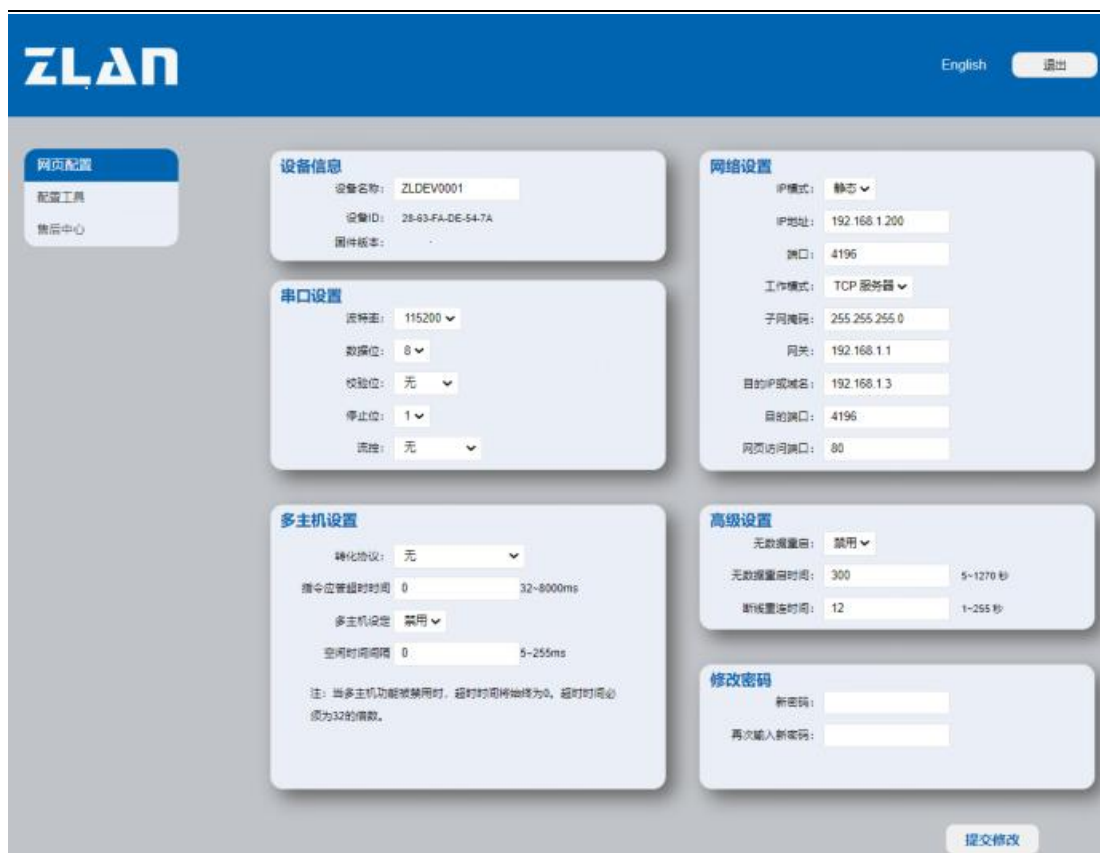 ZLAN
English
退出
网页配置
配置工具
售后中心
设备信息
设备名称: ZLDEV0001
设备ID: 28-63-FA-DE-54-7A
固件版本:
串口设置
波特率: 115200
数据位: 8
校验位: 无
停止位: 1
流控: 无
网络设置
IP模式: 静态
IP地址: 192.168.1.200
端口: 4196
工作模式: TCP 服务器
子网掩码: 255.255.255.0
网关: 192.168.1.1
目的IP或域名: 192.168.1.3
目的端口: 4196
网页访问端口: 80
多主机设置
转化协议: 无
指令应答超时时间 0 32~8000ms
多主机设定 禁用
空闲时间间隔 0 5~255ms
注: 当多主机功能被禁用时, 超时时间将始终为0。超时时间必
须为32的倍数。
高级设置
无数据重启: 禁用
无数据重启时间: 300 5~1270 秒
断线重连时间: 12 1~255 秒
修改密码
新密码:
再次输入新密码:
提交修改